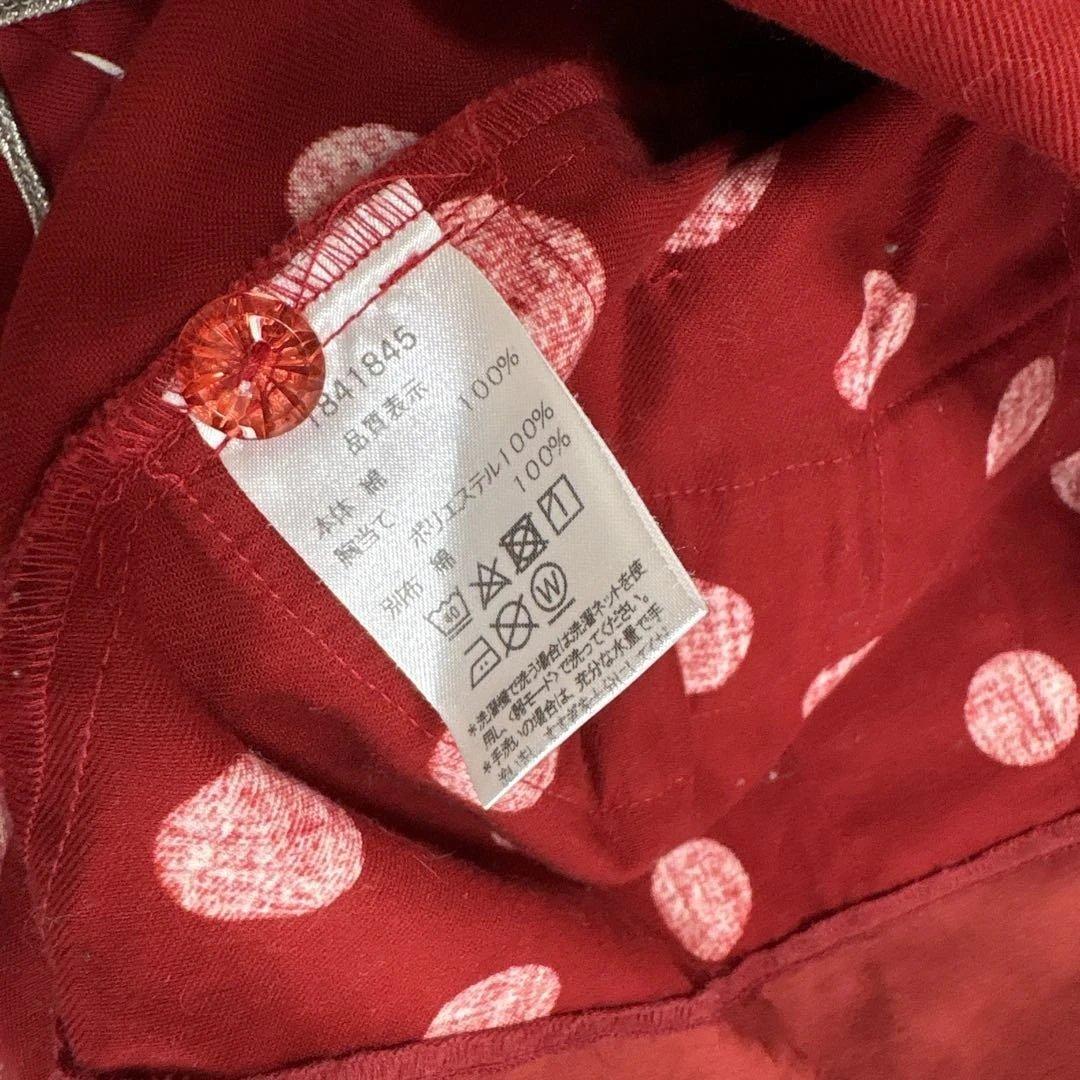 1841845
品質表示
本体 綿 100%
胸当て ポリエステル100%
別布 綿 100%
40
W
*洗濯機で洗う場合は洗濯ネットを使
用し、(弱モード)で洗ってください。
*手洗いの場合は、充分な水量で手